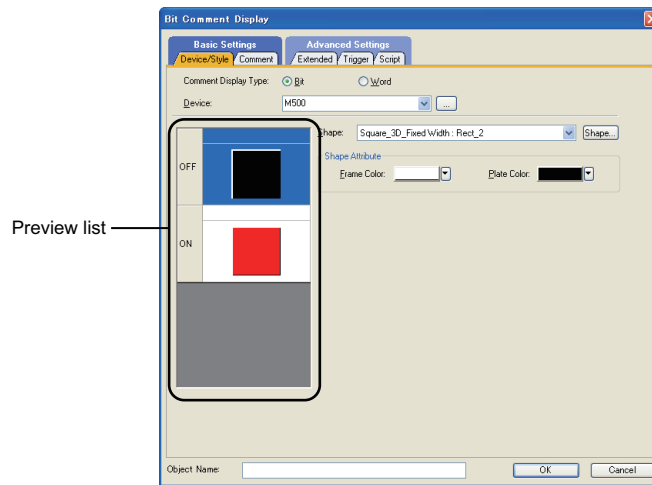 Bit Comment Display
Basic Settings
Advanced Settings
Device/Style
Comment
Extended
Trigger
Script
Comment Display Type:
Bit
Word
Device:
M500
...
Shape:
Square_3D_Fixed Width : Rect_2
Shape...
Shape Attribute
Frame Color:
Plate Color:
OFF
ON
Preview list
Object Name:
OK
Cancel